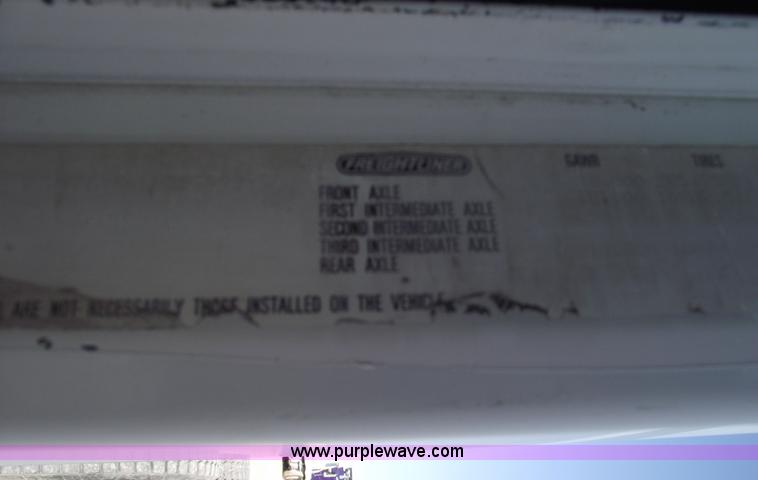 FREIGHTLINER GAWR TIRES
FRONT AXLE
FIRST INTERMEDIATE AXLE
SECOND INTERMEDIATE AXLE
THIRD INTERMEDIATE AXLE
REAR AXLE
ARE NOT NECESSARILY THOSE INSTALLED ON THE VEHICLE
www.purplewave.com